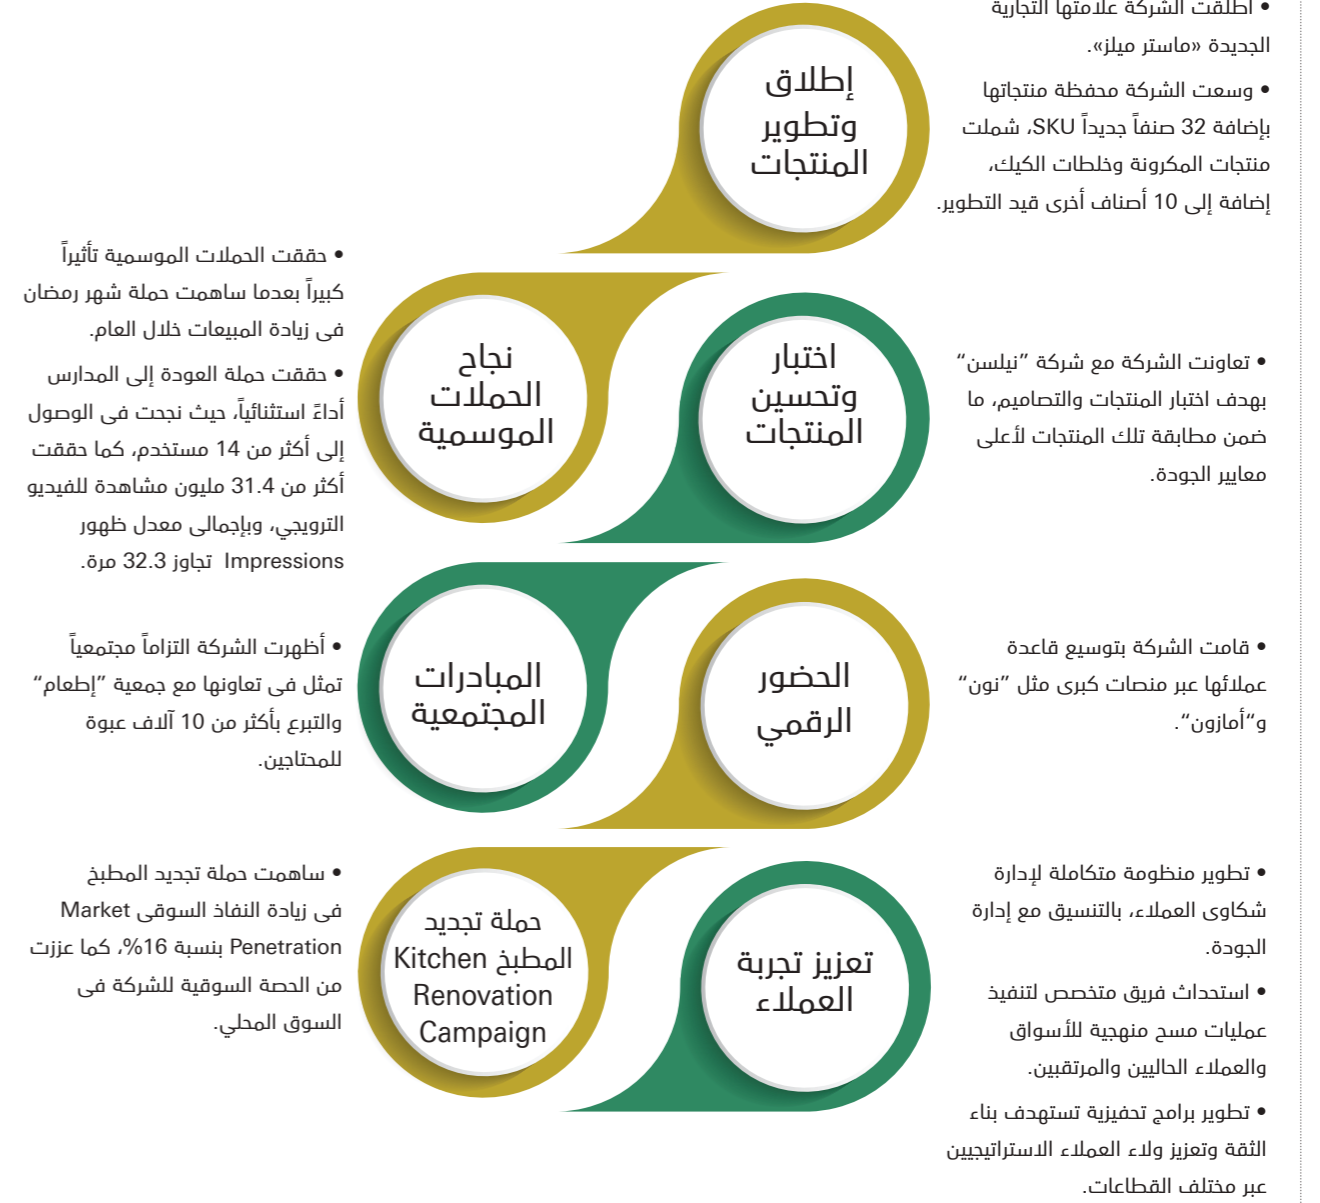 • أطلقت الشركة علامتها التجارية
الجديدة «ماستر ميلز».
• وسعت الشركة محفظة منتجاتها
بإضافة 32 صنفاً جديداً SKU، شملت
منتجات المكرونة وخلطات الكيك،
إضافة إلى 10 أصناف أخرى قيد التطوير.
إطلاق
وتطوير
المنتجات
• تعاونت الشركة مع شركة ”نيلسن“
بهدف اختبار المنتجات والتصاميم، ما
ضمن مطابقة تلك المنتجات لأعلى
معايير الجودة.
اختبار
وتحسين
المنتجات
نجاح
الحملات
الموسمية
• حققت الحملات الموسمية تأثيراً
كبيراً بعدما ساهمت حملة شهر رمضان
فى زيادة المبيعات خلال العام.
• حققت حملة العودة إلى المدارس
أداءً استثنائياً، حيث نجحت فى الوصول
إلى أكثر من 14 مستخدم، كما حققت
أكثر من 31.4 مليون مشاهدة للفيديو
الترويجي، وبإجمالى معدل ظهور
Impressions تجاوز 32.3 مرة.
• قامت الشركة بتوسيع قاعدة
عملائها عبر منصات كبرى مثل ”نون“
و“أمازون“.
الحضور
الرقمي
المبادرات
المجتمعية
• أظهرت الشركة التزاماً مجتمعياً
تمثل فى تعاونها مع جمعية ”إطعام“
والتبرع بأكثر من 10 آلاف عبوة
للمحتاجين.
• تطوير منظومة متكاملة لإدارة
شكاوى العملاء، بالتنسيق مع إدارة
الجودة.
• استحداث فريق متخصص لتنفيذ
عمليات مسح منهجية للأسواق
والعملاء الحاليين والمرتقبين.
• تطوير برامج تحفيزية تستهدف بناء
الثقة وتعزيز ولاء العملاء الاستراتيجيين
عبر مختلف القطاعات.
تعزيز تجربة
العملاء
حملة تجديد
المطبخ Kitchen
Renovation
Campaign
• ساهمت حملة تجديد المطبخ
فى زيادة النفاذ السوقى Market
Penetration بنسبة 16%، كما عززت
من الحصة السوقية للشركة فى
السوق المحلي.